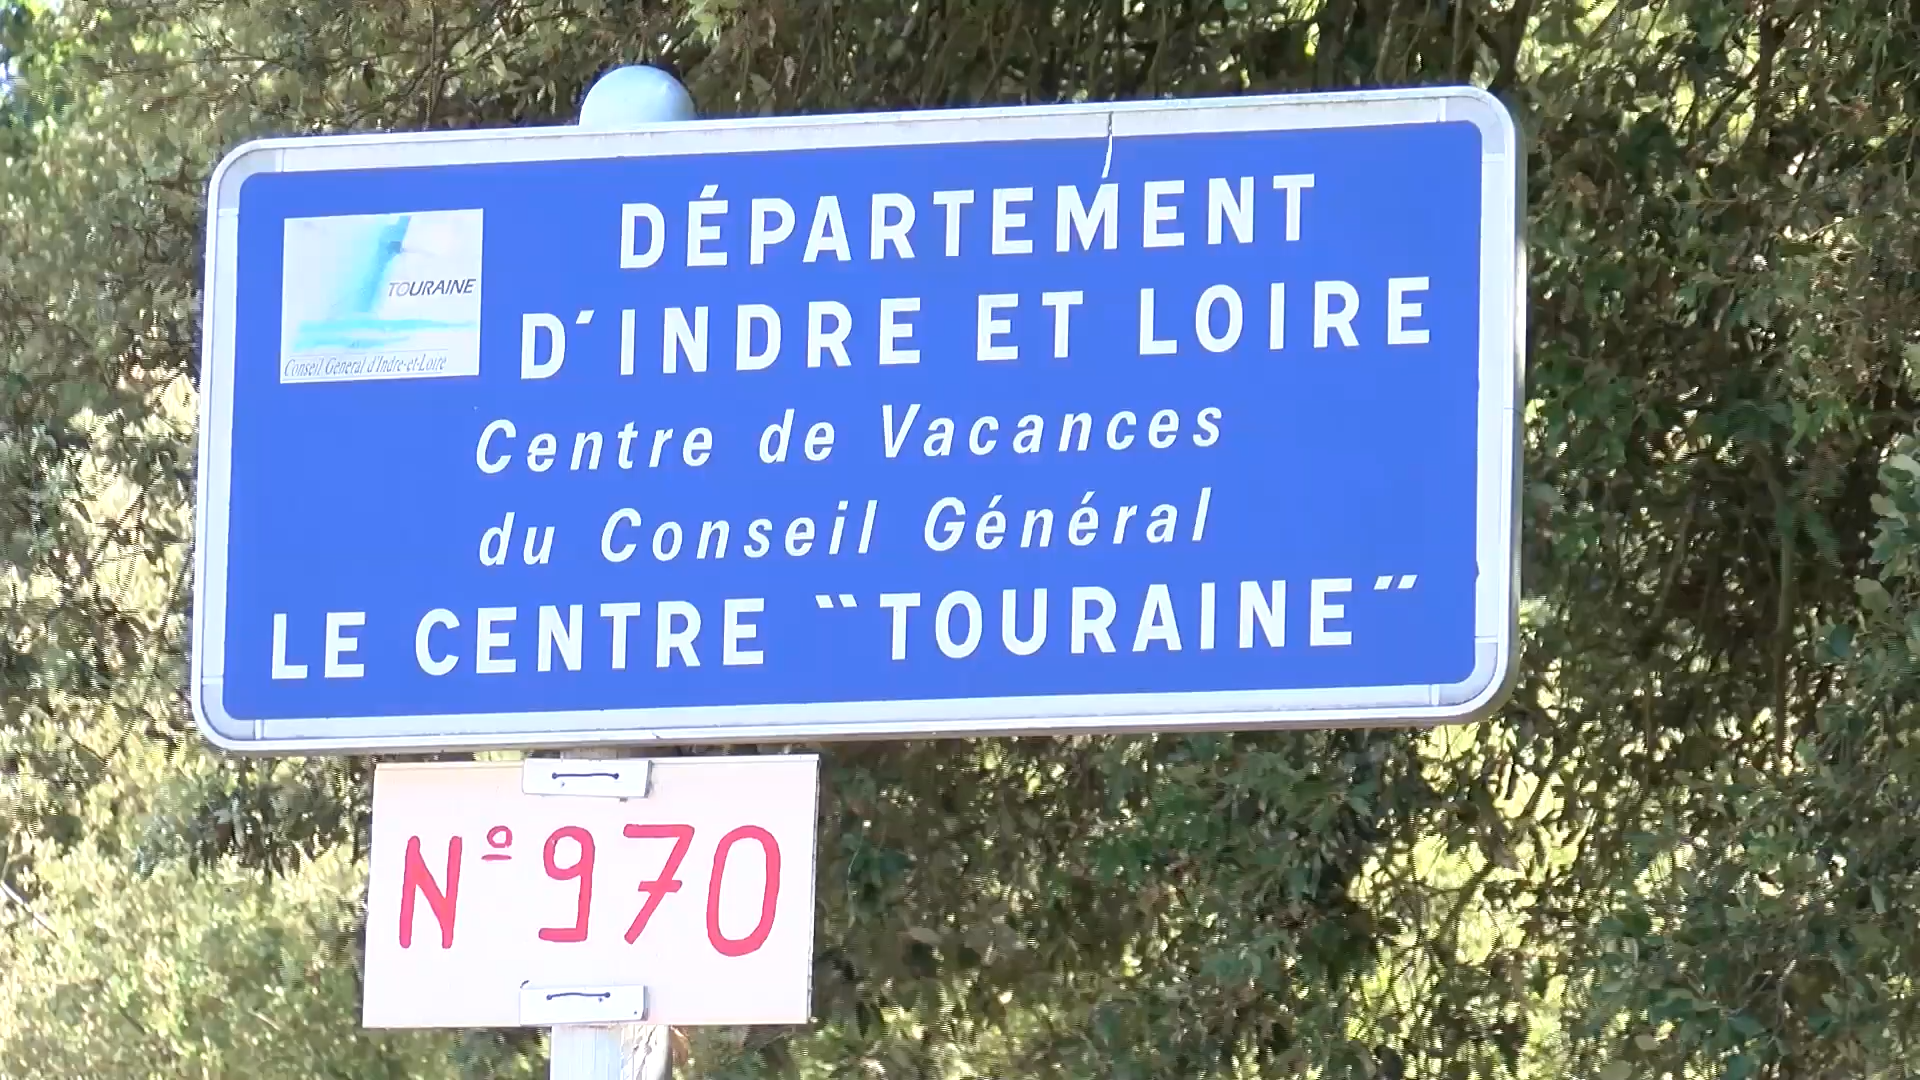 DÉPARTEMENT
TOURAINE
D'INDRE ET LOIRE
Conseil Général d'Indre-et-Loire
Centre de Vacances
du Conseil Général
LE CENTRE "TOURAINE"
Nº 970